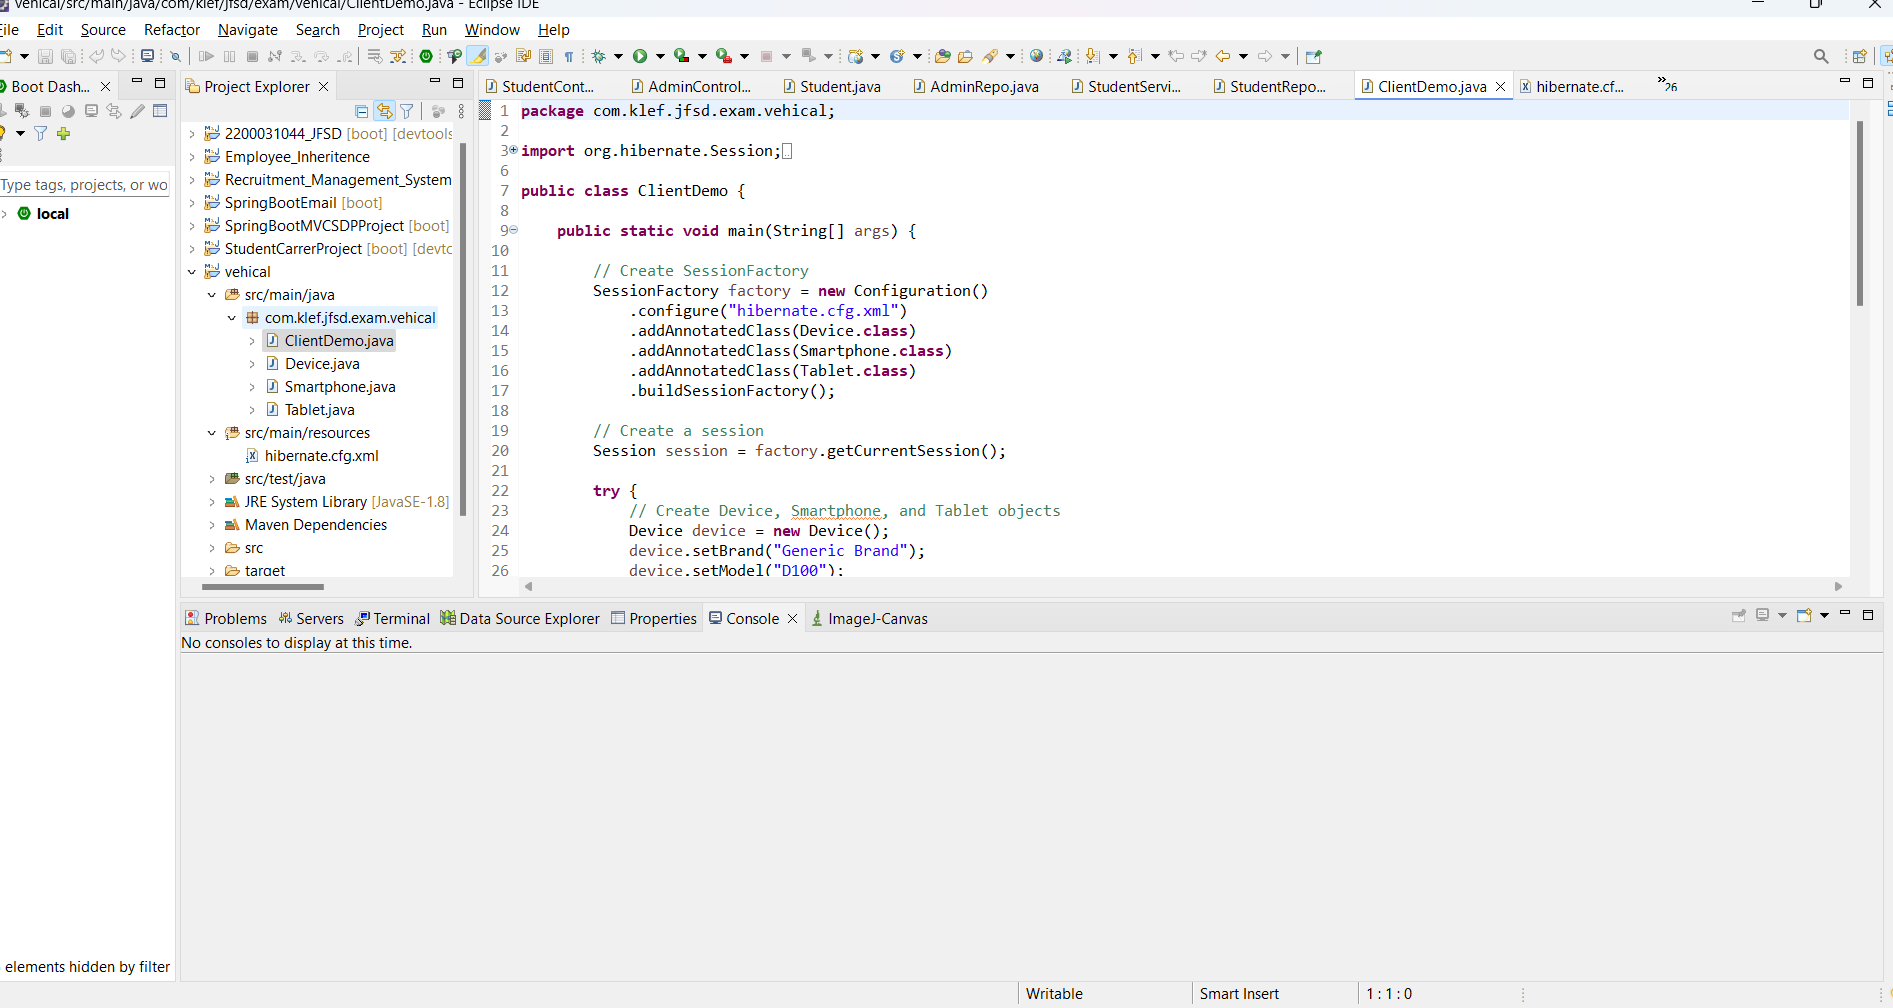 vehical/src/main/java/com/klef/jfsd/exam/vehical/ClientDemo.java - Eclipse IDE
File Edit Source Refactor Navigate Search Project Run Window Help
Boot Dash...
Type tags, projects, or wo
local
elements hidden by filter
Project Explorer
2200031044_JFSD [boot] [devtools
Employee_Inheritence
Recruitment_Management_System
SpringBootEmail [boot]
SpringBootMVCSDPProject [boot]
StudentCarrerProject [boot] [devtc
vehical
src/main/java
com.klef.jfsd.exam.vehical
ClientDemo.java
Device.java
Smartphone.java
Tablet.java
src/main/resources
hibernate.cfg.xml
src/test/java
JRE System Library [JavaSE-1.8]
Maven Dependencies
src
target
StudentCont... AdminControl... Student.java AdminRepo.java StudentServi... StudentRepo... ClientDemo.java hibernate.cf... »26
1 package com.klef.jfsd.exam.vehical;
2
3 import org.hibernate.Session;
6
7 public class ClientDemo {
8
9 public static void main(String[] args) {
10
11 // Create SessionFactory
12 SessionFactory factory = new Configuration()
13 .configure("hibernate.cfg.xml")
14 .addAnnotatedClass(Device.class)
15 .addAnnotatedClass(Smartphone.class)
16 .addAnnotatedClass(Tablet.class)
17 .buildSessionFactory();
18
19 // Create a session
20 Session session = factory.getCurrentSession();
21
22 try {
23 // Create Device, Smartphone, and Tablet objects
24 Device device = new Device();
25 device.setBrand("Generic Brand");
26 device.setModel("D100");
Problems Servers Terminal Data Source Explorer Properties Console ImageJ-Canvas
No consoles to display at this time.
Writable Smart Insert 1 : 1 : 0